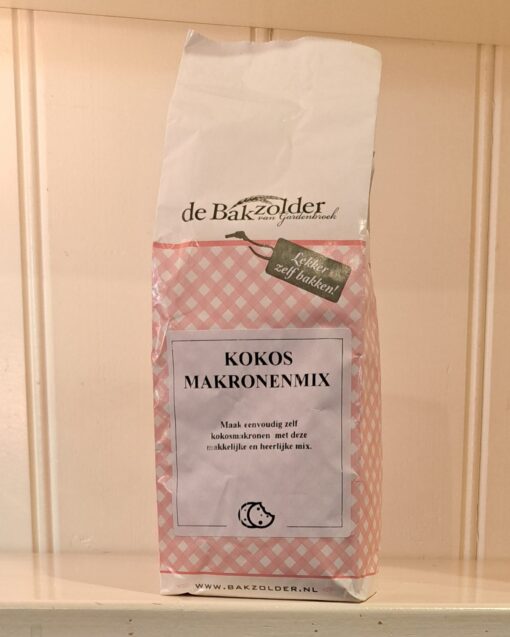 de Bakzolder
van Gardenbroek
Lekker
zelf bakken!
KOKOS
MAKRONENMIX
Maak eenvoudig zelf
kokosmakronen met deze
makkelijke en heerlijke mix.
WWW.BAKZOLDER.NL